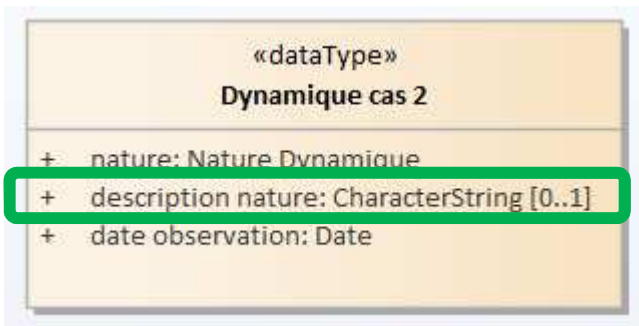 «dataType»
Dynamique cas 2
+ nature: Nature Dynamique
+ description nature: CharacterString [0..1]
+ date observation: Date